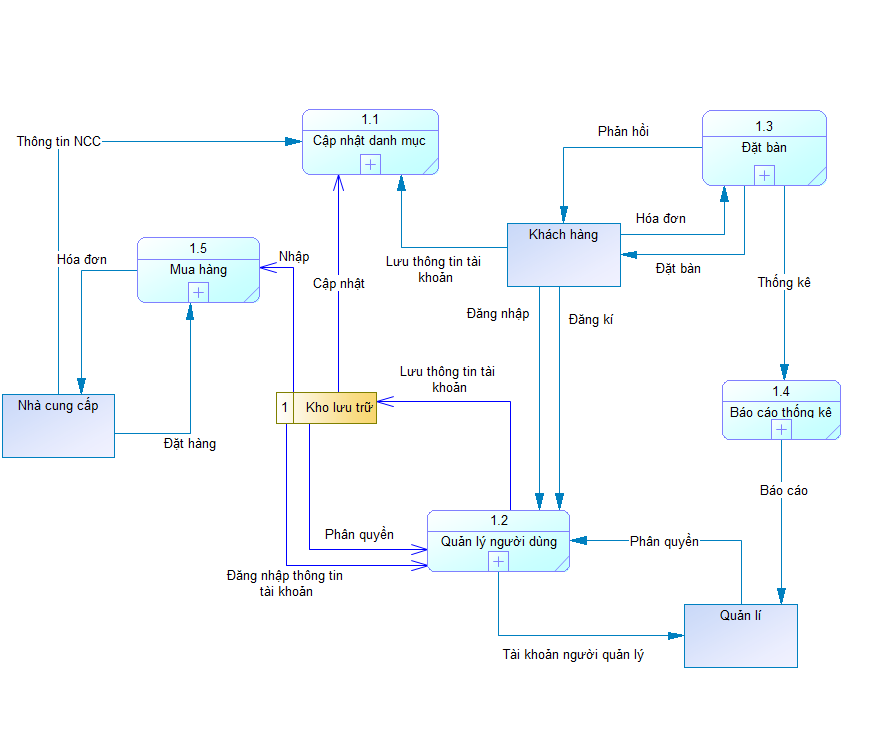 1.1
Cập nhật danh mục
1.3
Đặt bàn
Phản hồi
Thông tin NCC
Khách hàng
Hóa đơn
Đặt bàn
Lưu thông tin tài
khoản
1.5
Mua hàng
Nhập
Hóa đơn
Cập nhật
Thống kê
Đăng nhập
Đăng kí
Lưu thông tin tài
khoản
1.4
Báo cáo thống kê
Nhà cung cấp
1
Kho lưu trữ
Đặt hàng
Báo cáo
1.2
Quản lý người dùng
Phân quyền
Phân quyền
Đăng nhập thông tin
tài khoản
Quản lí
Tài khoản người quản lý